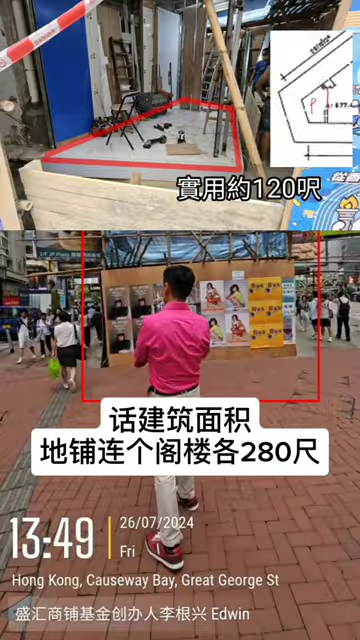 實用約120呎
话建筑面积
地铺连个阁楼各280尺
13:49
26/07/2024
Fri
Hong Kong, Causeway Bay, Great George St
盛汇商铺基金创办人李根兴 Edwin